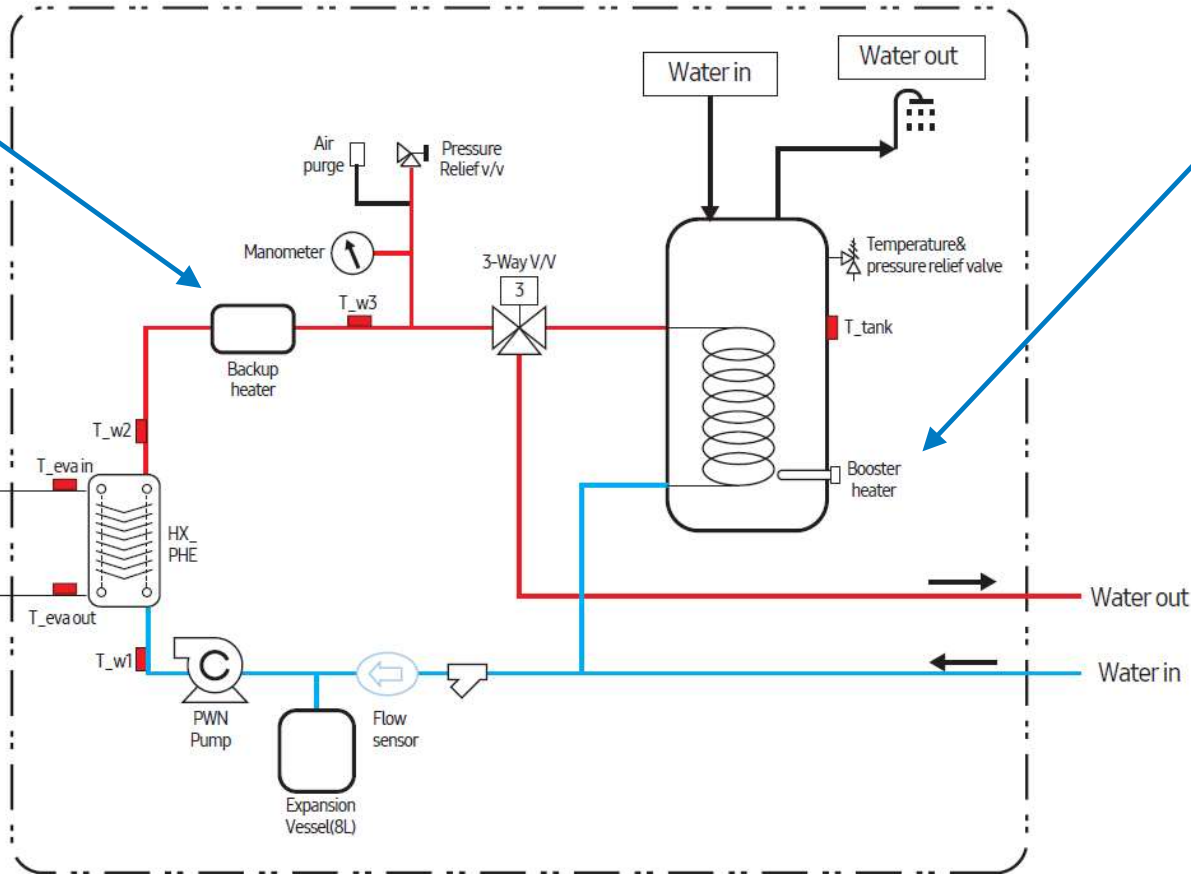 Water in
Water out
Air
purge
Pressure
Relief v/v
Manometer
3-Way V/V
3
Temperature&
pressure relief valve
T_w3
T_tank
Backup
heater
T_w2
T_eva in
Booster
heater
HX_
PHE
T_eva out
Water out
T_w1
Water in
PWN
Pump
Flow
sensor
Expansion
Vessel(8L)